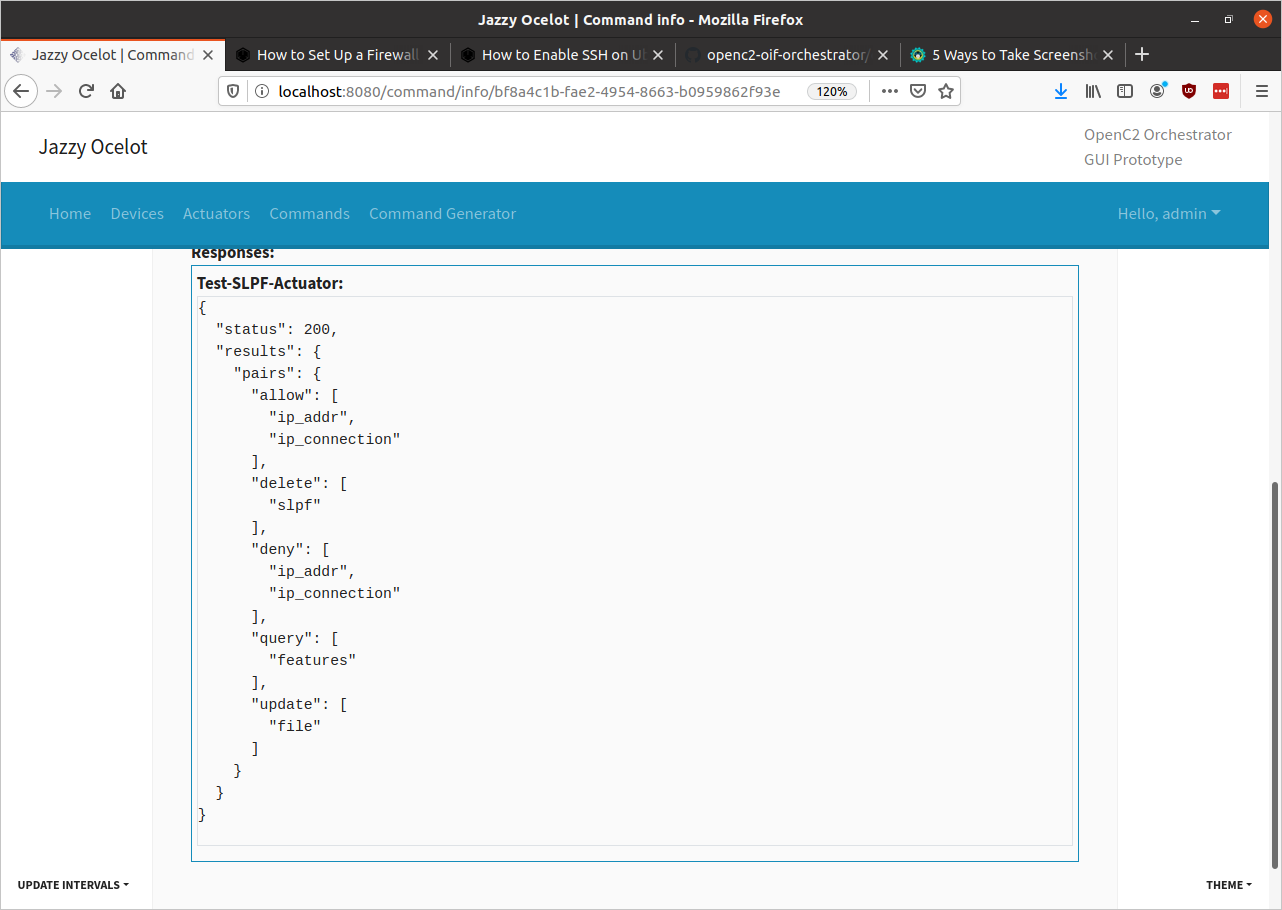 Jazzy Ocelot | Command info - Mozilla Firefox
Jazzy Ocelot | Command
How to Set Up a Firewall
How to Enable SSH on U
openc2-oif-orchestrator/
5 Ways to Take Screensh
localhost:8080/command/info/bf8a4c1b-fae2-4954-8663-b0959862f93e
120%
Jazzy Ocelot
OpenC2 Orchestrator
GUI Prototype
Home Devices Actuators Commands Command Generator
Hello, admin
Responses:
Test-SLPF-Actuator:
{
  "status": 200,
  "results": {
    "pairs": {
      "allow": [
        "ip_addr",
        "ip_connection"
      ],
      "delete": [
        "slpf"
      ],
      "deny": [
        "ip_addr",
        "ip_connection"
      ],
      "query": [
        "features"
      ],
      "update": [
        "file"
      ]
    }
  }
}
UPDATE INTERVALS
THEME